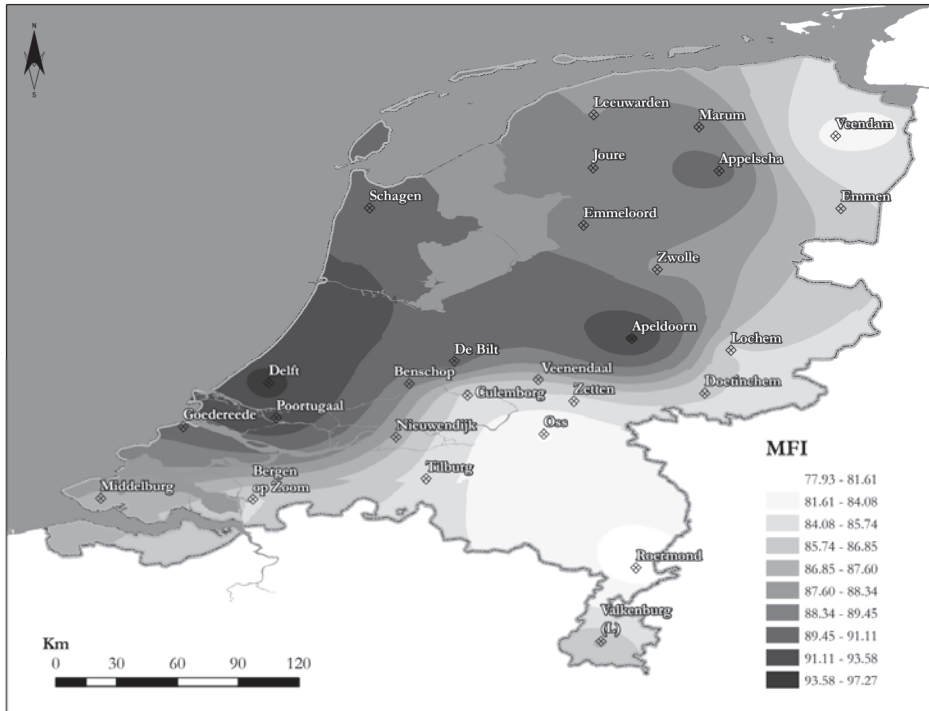 N
S
Leeuwarden
Marum
Veendam
Joure
Appelscha
Schagen
Emmen
Emmeloord
Zwolle
Apeldoorn
Lochem
De Bilt
Delft
Benschop
Veenendaal
Culemborg
Zetten
Doetinchem
Goedereede
Poortugaal
Nieuwendijk
Oss
Tilburg
Middelburg
Bergen
op Zoom
Roermond
Valkenburg
(L)
MFI
77.93 - 81.61
81.61 - 84.08
84.08 - 85.74
85.74 - 86.85
86.85 - 87.60
87.60 - 88.34
88.34 - 89.45
89.45 - 91.11
91.11 - 93.58
93.58 - 97.27
Km
0 30 60 90 120